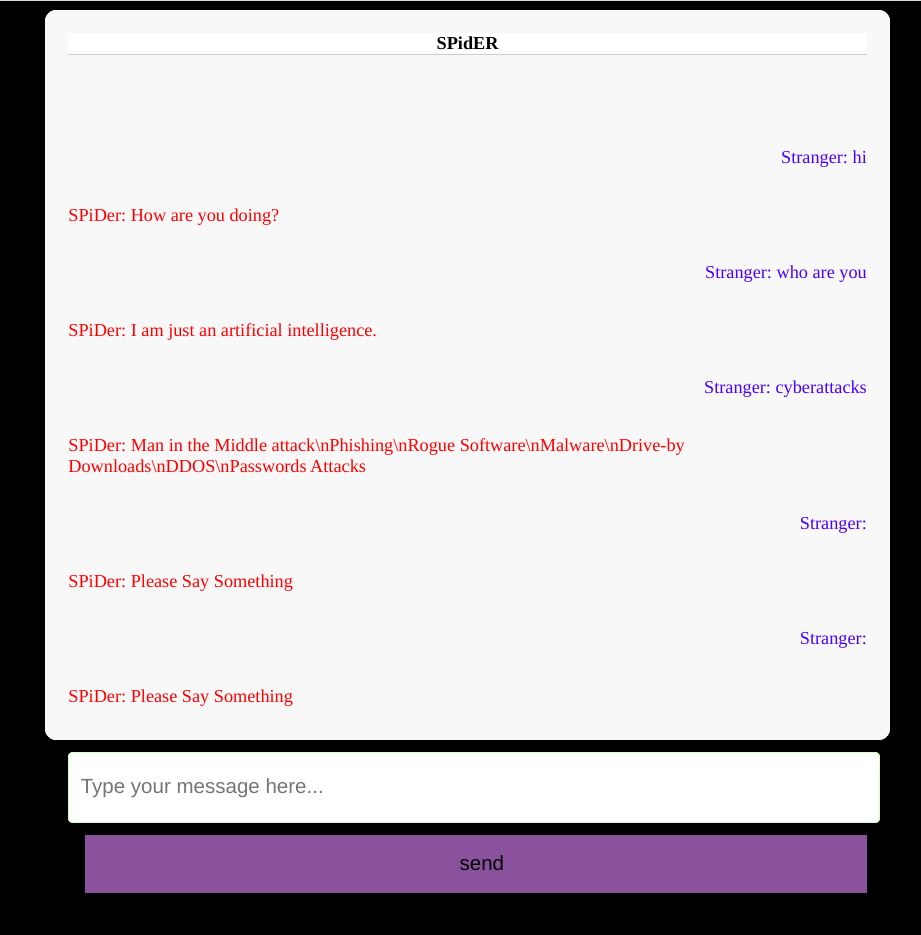 SPidER
Stranger: hi
SPiDer: How are you doing?
Stranger: who are you
SPiDer: I am just an artificial intelligence.
Stranger: cyberattacks
SPiDer: Man in the Middle attack\nPhishing\nRogue Software\nMalware\nDrive-by
Downloads\nDDOS\nPasswords Attacks
Stranger:
SPiDer: Please Say Something
Stranger:
SPiDer: Please Say Something
Type your message here...
send